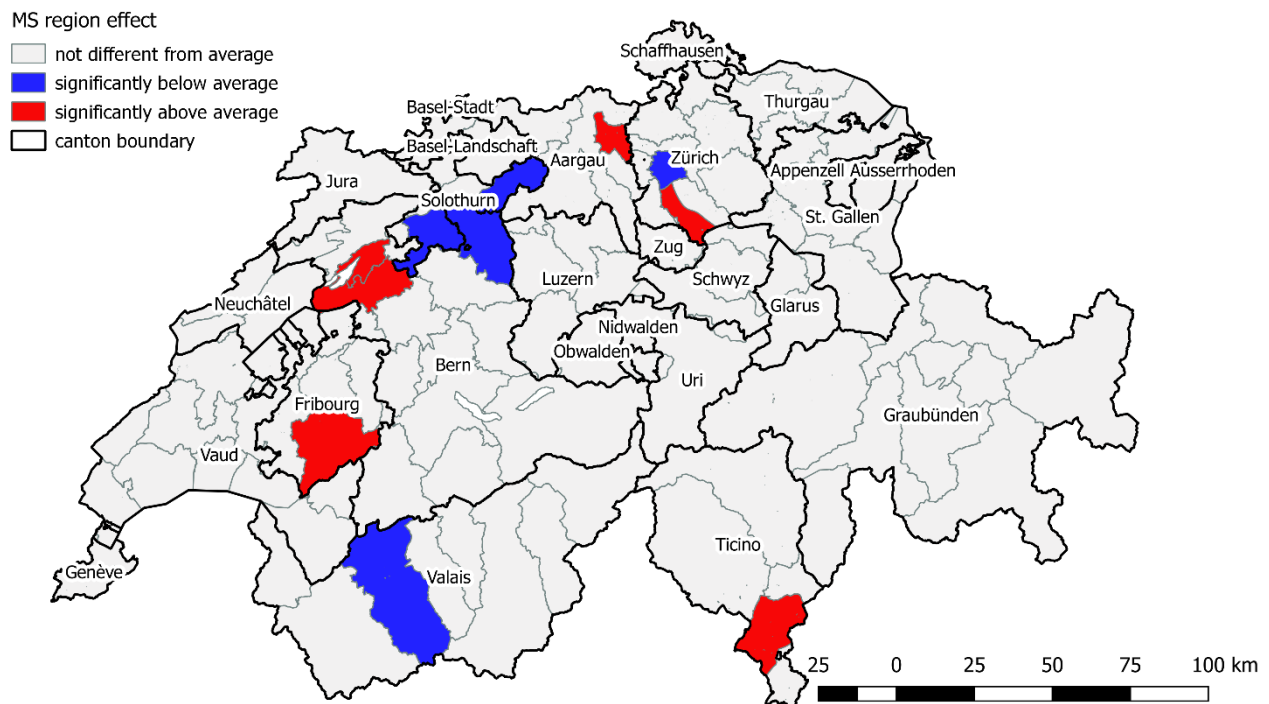 MS region effect
not different from average
significantly below average
significantly above average
canton boundary
Schaffhausen
Basel-Stadt
Thurgau
Basel-Landschaft
Aargau
Zürich
Appenzell Ausserrhoden
Jura
Solothurn
St. Gallen
Zug
Luzern
Schwyz
Neuchâtel
Glarus
Nidwalden
Obwalden
Bern
Uri
Fribourg
Graubünden
Vaud
Ticino
Genève
Valais
25 0 25 50 75 100 km